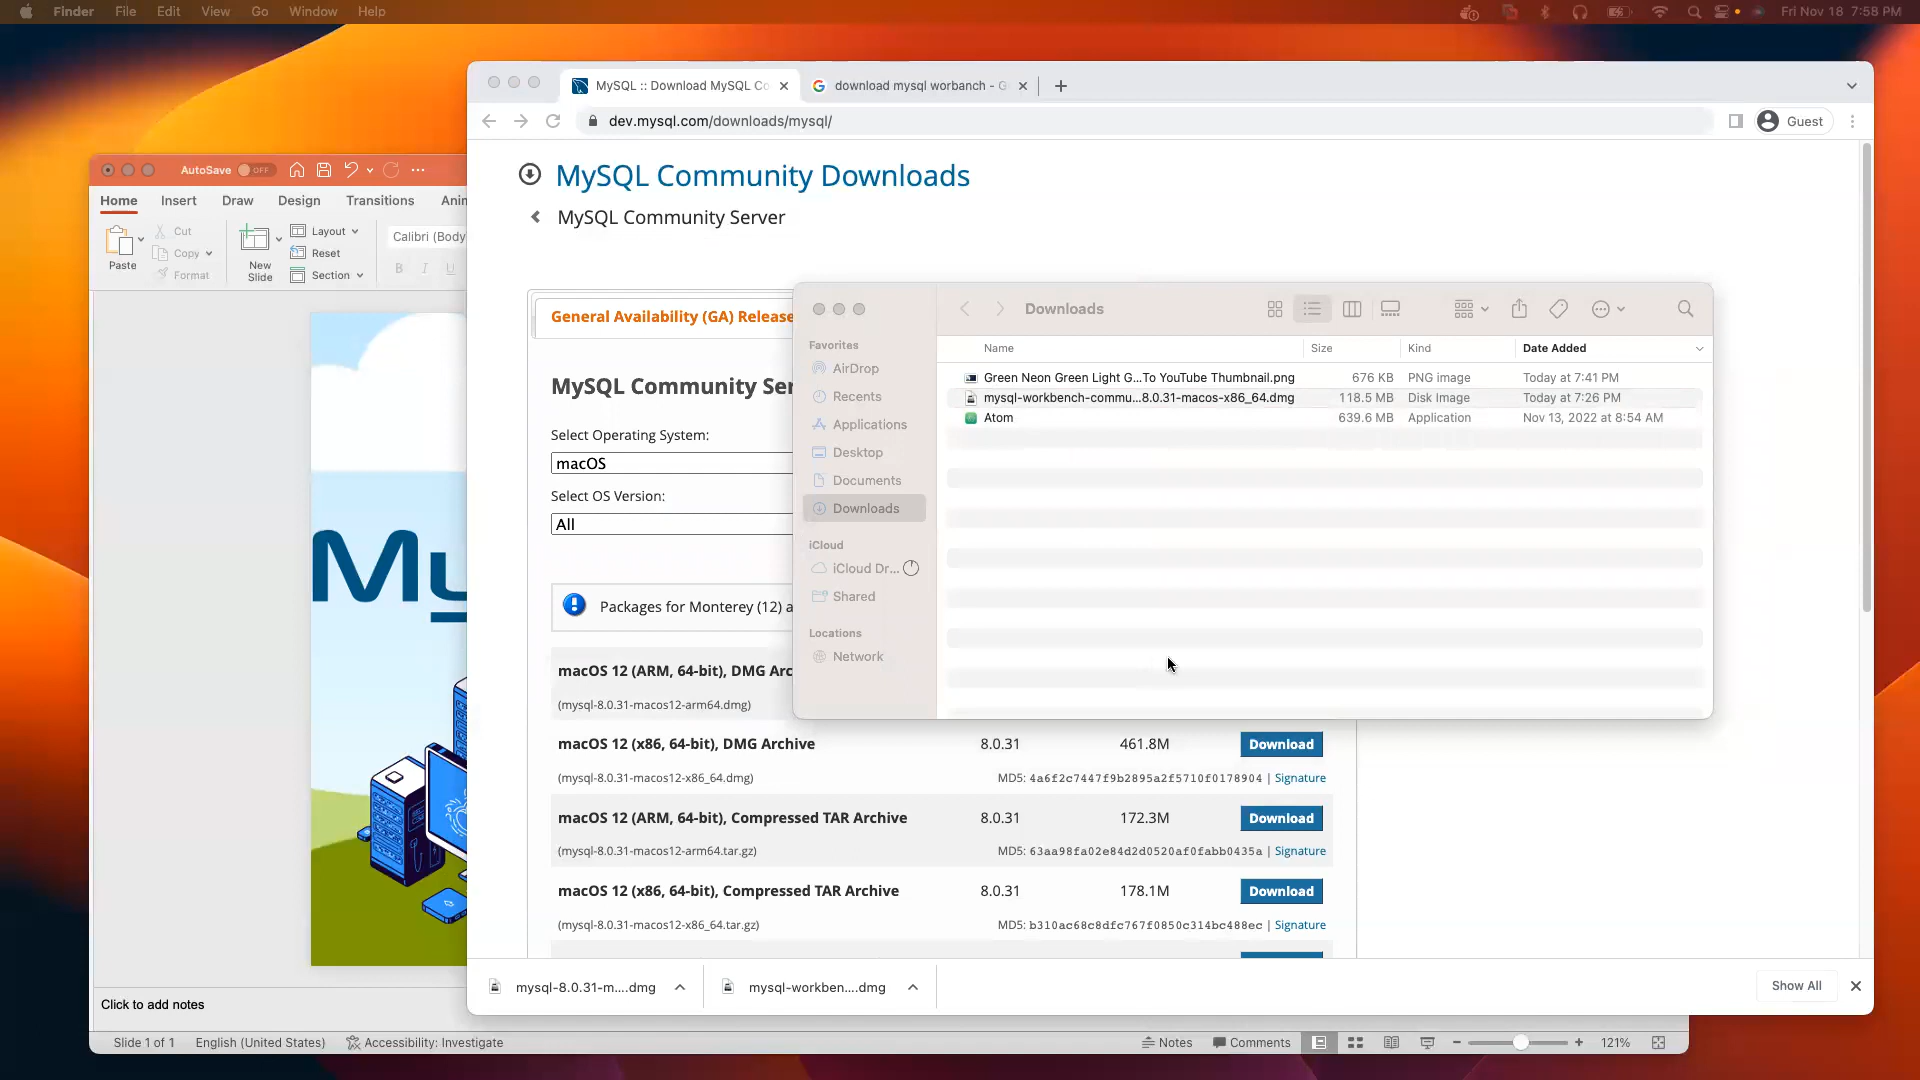 Finder File Edit View Go Window Help
Fri Nov 18 7:58 PM
MySQL :: Download MySQL Co
download mysql worbanch - G
dev.mysql.com/downloads/mysql/
Guest
AutoSave OFF
Home Insert Draw Design Transitions Ani
Paste
Cut
Copy
Format
New
Slide
Layout
Reset
Section
Calibri (Body
B I U
My
Click to add notes
Slide 1 of 1 English (United States) Accessibility: Investigate
Notes Comments 121%
MySQL Community Downloads
MySQL Community Server
General Availability (GA) Release
MySQL Community Ser
Select Operating System:
macOS
Select OS Version:
All
Packages for Monterey (12) a
macOS 12 (ARM, 64-bit), DMG Arc
(mysql-8.0.31-macos12-arm64.dmg)
macOS 12 (x86, 64-bit), DMG Archive 8.0.31 461.8M Download
(mysql-8.0.31-macos12-x86_64.dmg) MD5: 4a6f2c7447f9b2895a2f5710f0178904 | Signature
macOS 12 (ARM, 64-bit), Compressed TAR Archive 8.0.31 172.3M Download
(mysql-8.0.31-macos12-arm64.tar.gz) MD5: 63aa98fa02e84d2d0520af0fabb0435a | Signature
macOS 12 (x86, 64-bit), Compressed TAR Archive 8.0.31 178.1M Download
(mysql-8.0.31-macos12-x86_64.tar.gz) MD5: b310ac68c8dfc767f0850c314bc488ec | Signature
Downloads
Favorites
AirDrop
Recents
Applications
Desktop
Documents
Downloads
iCloud
iCloud Dr...
Shared
Locations
Network
Name Size Kind Date Added
Green Neon Green Light G...To YouTube Thumbnail.png 676 KB PNG image Today at 7:41 PM
mysql-workbench-commu...8.0.31-macos-x86_64.dmg 118.5 MB Disk Image Today at 7:26 PM
Atom 639.6 MB Application Nov 13, 2022 at 8:54 AM
mysql-8.0.31-m....dmg
mysql-workben....dmg
Show All